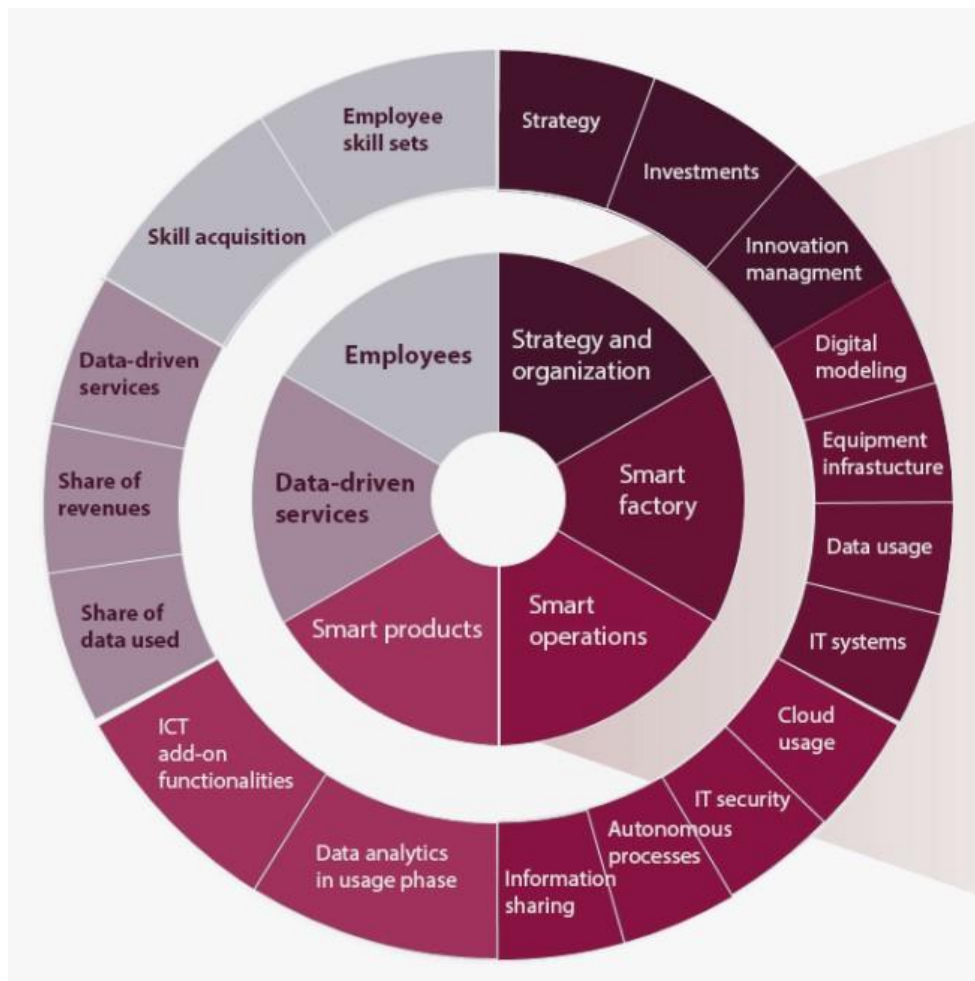 Strategy
Investments
Innovation
managment
Digital
modeling
Equipment
infrastucture
Data usage
IT systems
Cloud
usage
IT security
Autonomous
processes
Information
sharing
Data analytics
in usage phase
ICT
add-on
functionalities
Share of
data used
Share of
revenues
Data-driven
services
Skill acquisition
Employee
skill sets
Strategy and
organization
Smart
factory
Smart
operations
Smart products
Data-driven
services
Employees